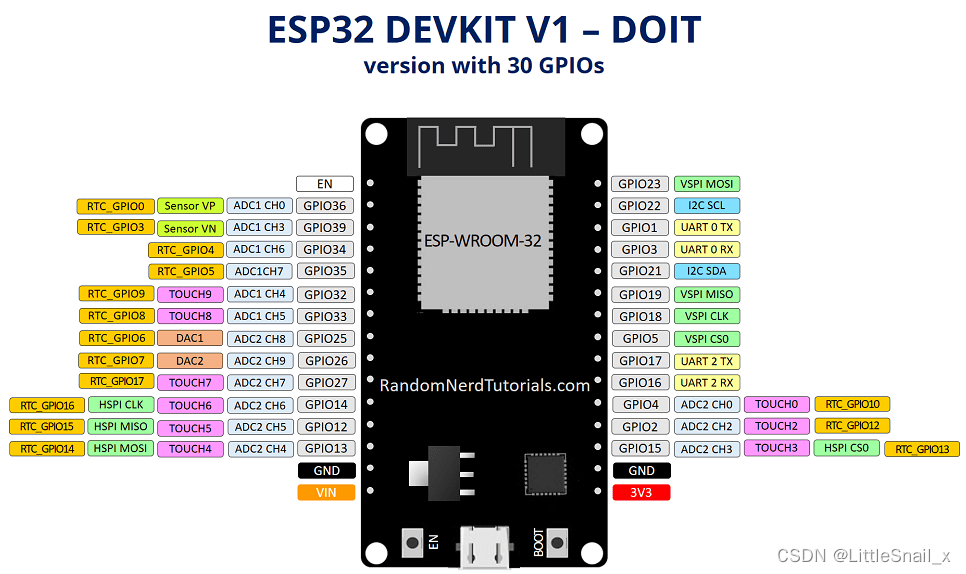 ESP32 DEVKIT V1 – DOIT
version with 30 GPIOs
EN GPIO23 VSPI MOSI
RTC_GPIO0 Sensor VP ADC1 CH0 GPIO36 GPIO22 I2C SCL
RTC_GPIO3 Sensor VN ADC1 CH3 GPIO39 GPIO1 UART 0 TX
RTC_GPIO4 ADC1 CH6 GPIO34 ESP-WROOM-32 GPIO3 UART 0 RX
RTC_GPIO5 ADC1CH7 GPIO35 GPIO21 I2C SDA
RTC_GPIO9 TOUCH9 ADC1 CH4 GPIO32 GPIO19 VSPI MISO
RTC_GPIO8 TOUCH8 ADC1 CH5 GPIO33 GPIO18 VSPI CLK
RTC_GPIO6 DAC1 ADC2 CH8 GPIO25 GPIO5 VSPI CS0
RTC_GPIO7 DAC2 ADC2 CH9 GPIO26 GPIO17 UART 2 TX
RTC_GPIO17 TOUCH7 ADC2 CH7 GPIO27 RandomNerdTutorials.com GPIO16 UART 2 RX
RTC_GPIO16 HSPI CLK TOUCH6 ADC2 CH6 GPIO14 GPIO4 ADC2 CH0 TOUCH0 RTC_GPIO10
RTC_GPIO15 HSPI MISO TOUCH5 ADC2 CH5 GPIO12 GPIO2 ADC2 CH2 TOUCH2 RTC_GPIO12
RTC_GPIO14 HSPI MOSI TOUCH4 ADC2 CH4 GPIO13 GPIO15 ADC2 CH3 TOUCH3 HSPI CS0 RTC_GPIO13
GND GND
VIN 3V3
EN BOOT
CSDN @LittleSnail_x